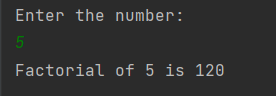 Enter the number:
5
Factorial of 5 is 120